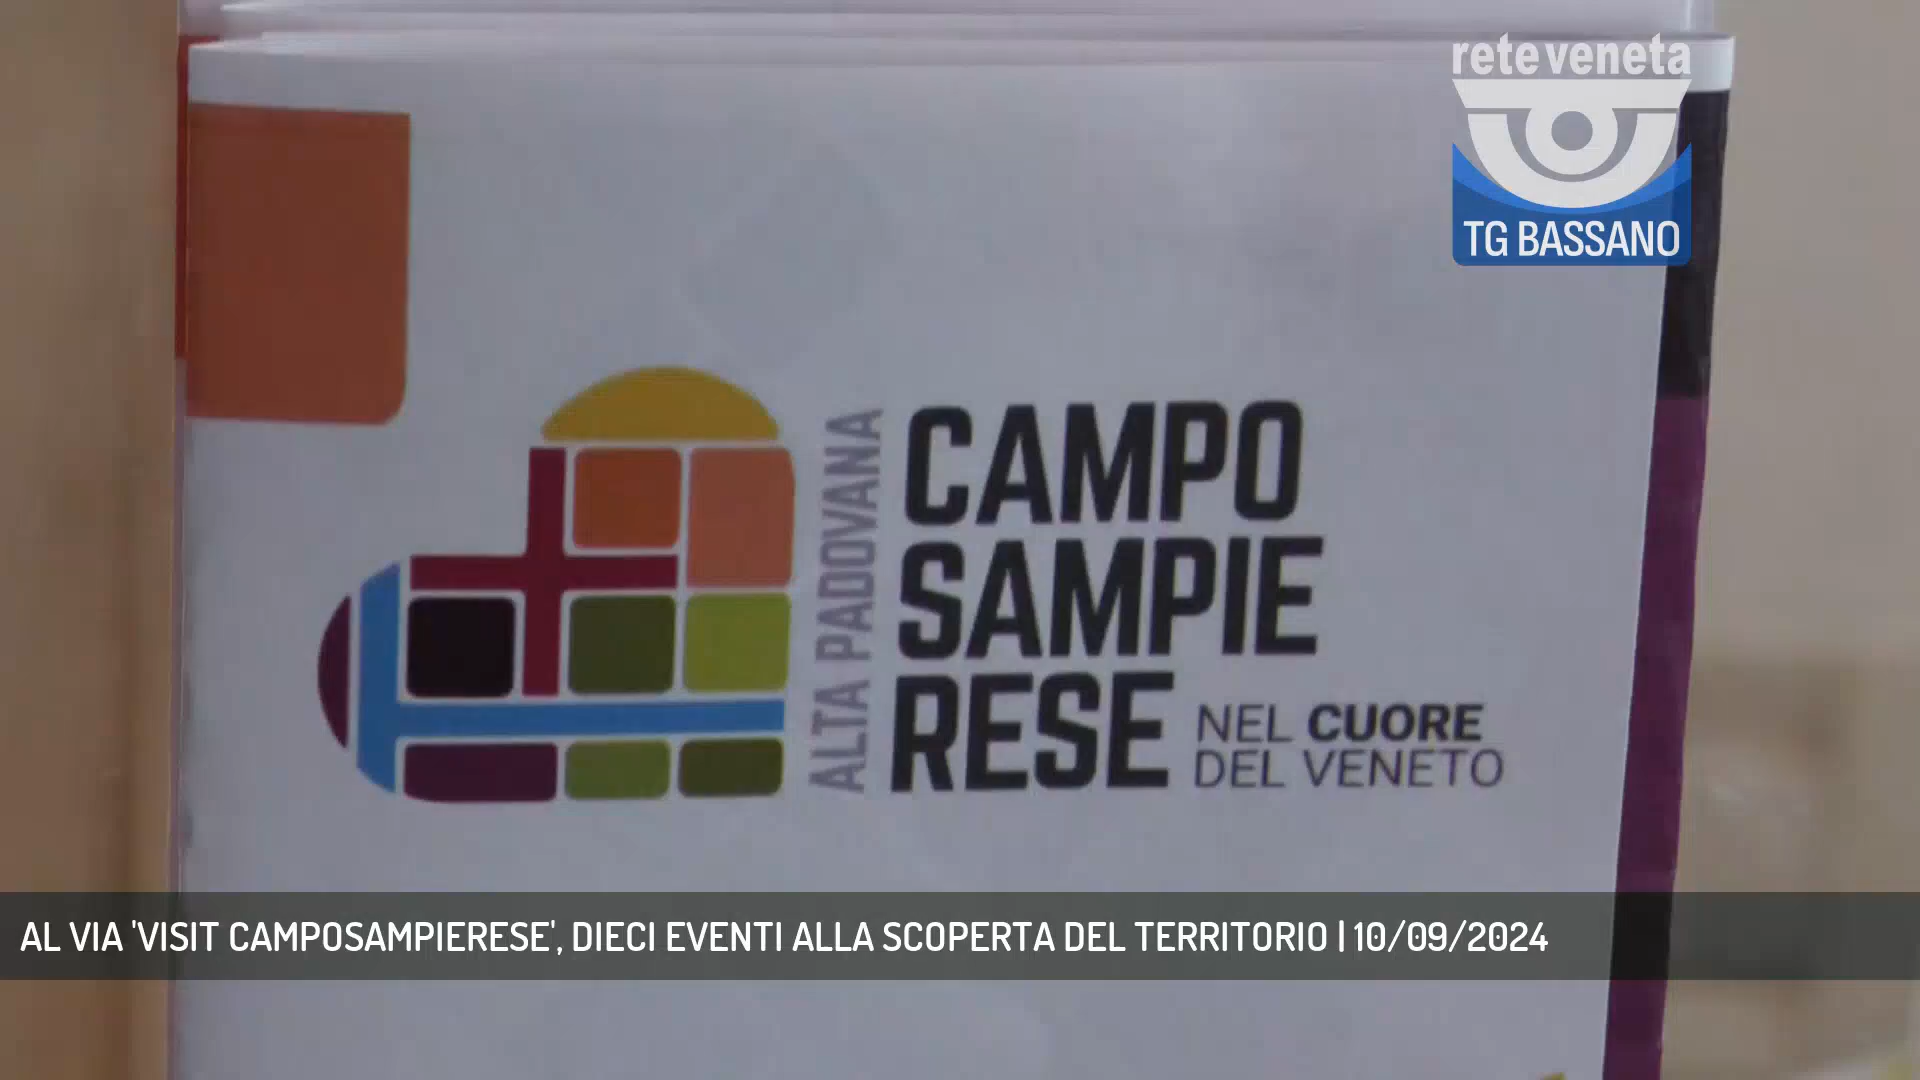 reteveneta
TG BASSANO
ALTA PADOVANA
CAMPO
SAMPIE
RESE
NEL CUORE
DEL VENETO
AL VIA 'VISIT CAMPOSAMPIERESE', DIECI EVENTI ALLA SCOPERTA DEL TERRITORIO | 10/09/2024